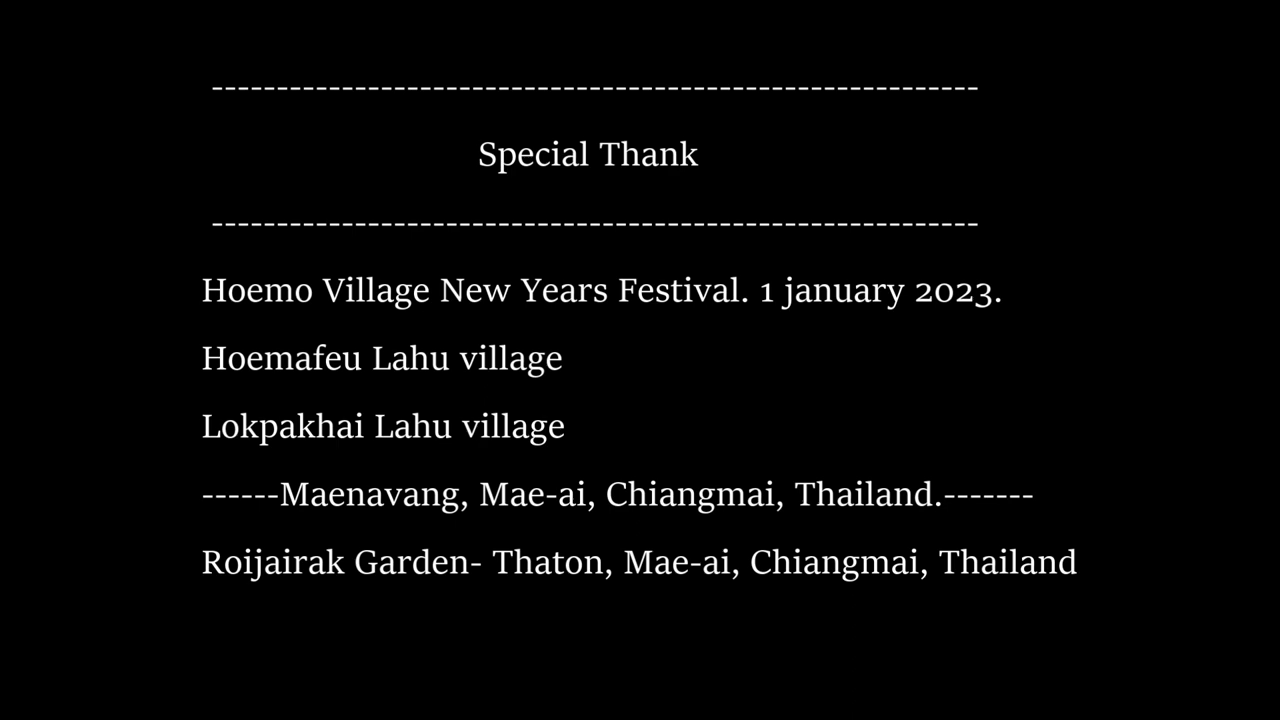 -----------------------------------------------------------
Special Thank
-----------------------------------------------------------
Hoemo Village New Years Festival. 1 january 2023.
Hoemafeu Lahu village
Lokpakhai Lahu village
------Maenavang, Mae-ai, Chiangmai, Thailand.-------
Roijairak Garden- Thaton, Mae-ai, Chiangmai, Thailand